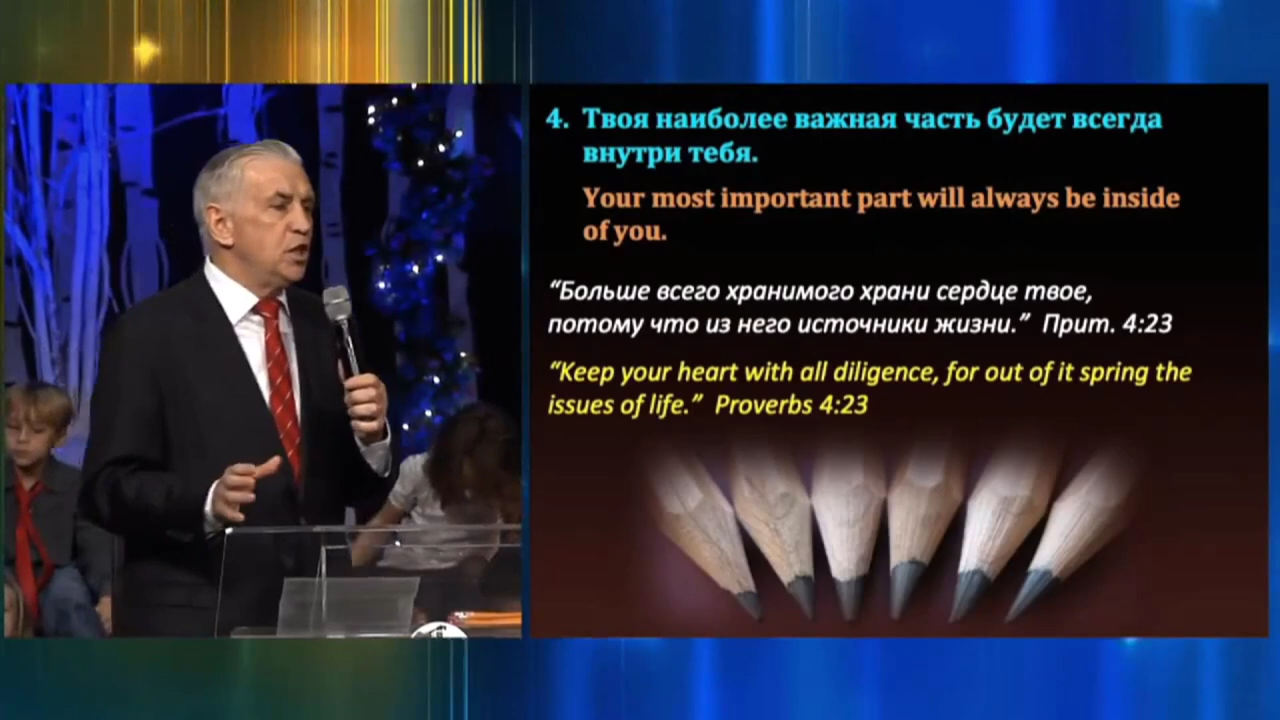 4. Твоя наиболее важная часть будет всегда
внутри тебя.
Your most important part will always be inside
of you.
“Больше всего хранимого храни сердце твое,
потому что из него источники жизни.” Прит. 4:23
“Keep your heart with all diligence, for out of it spring the
issues of life.” Proverbs 4:23